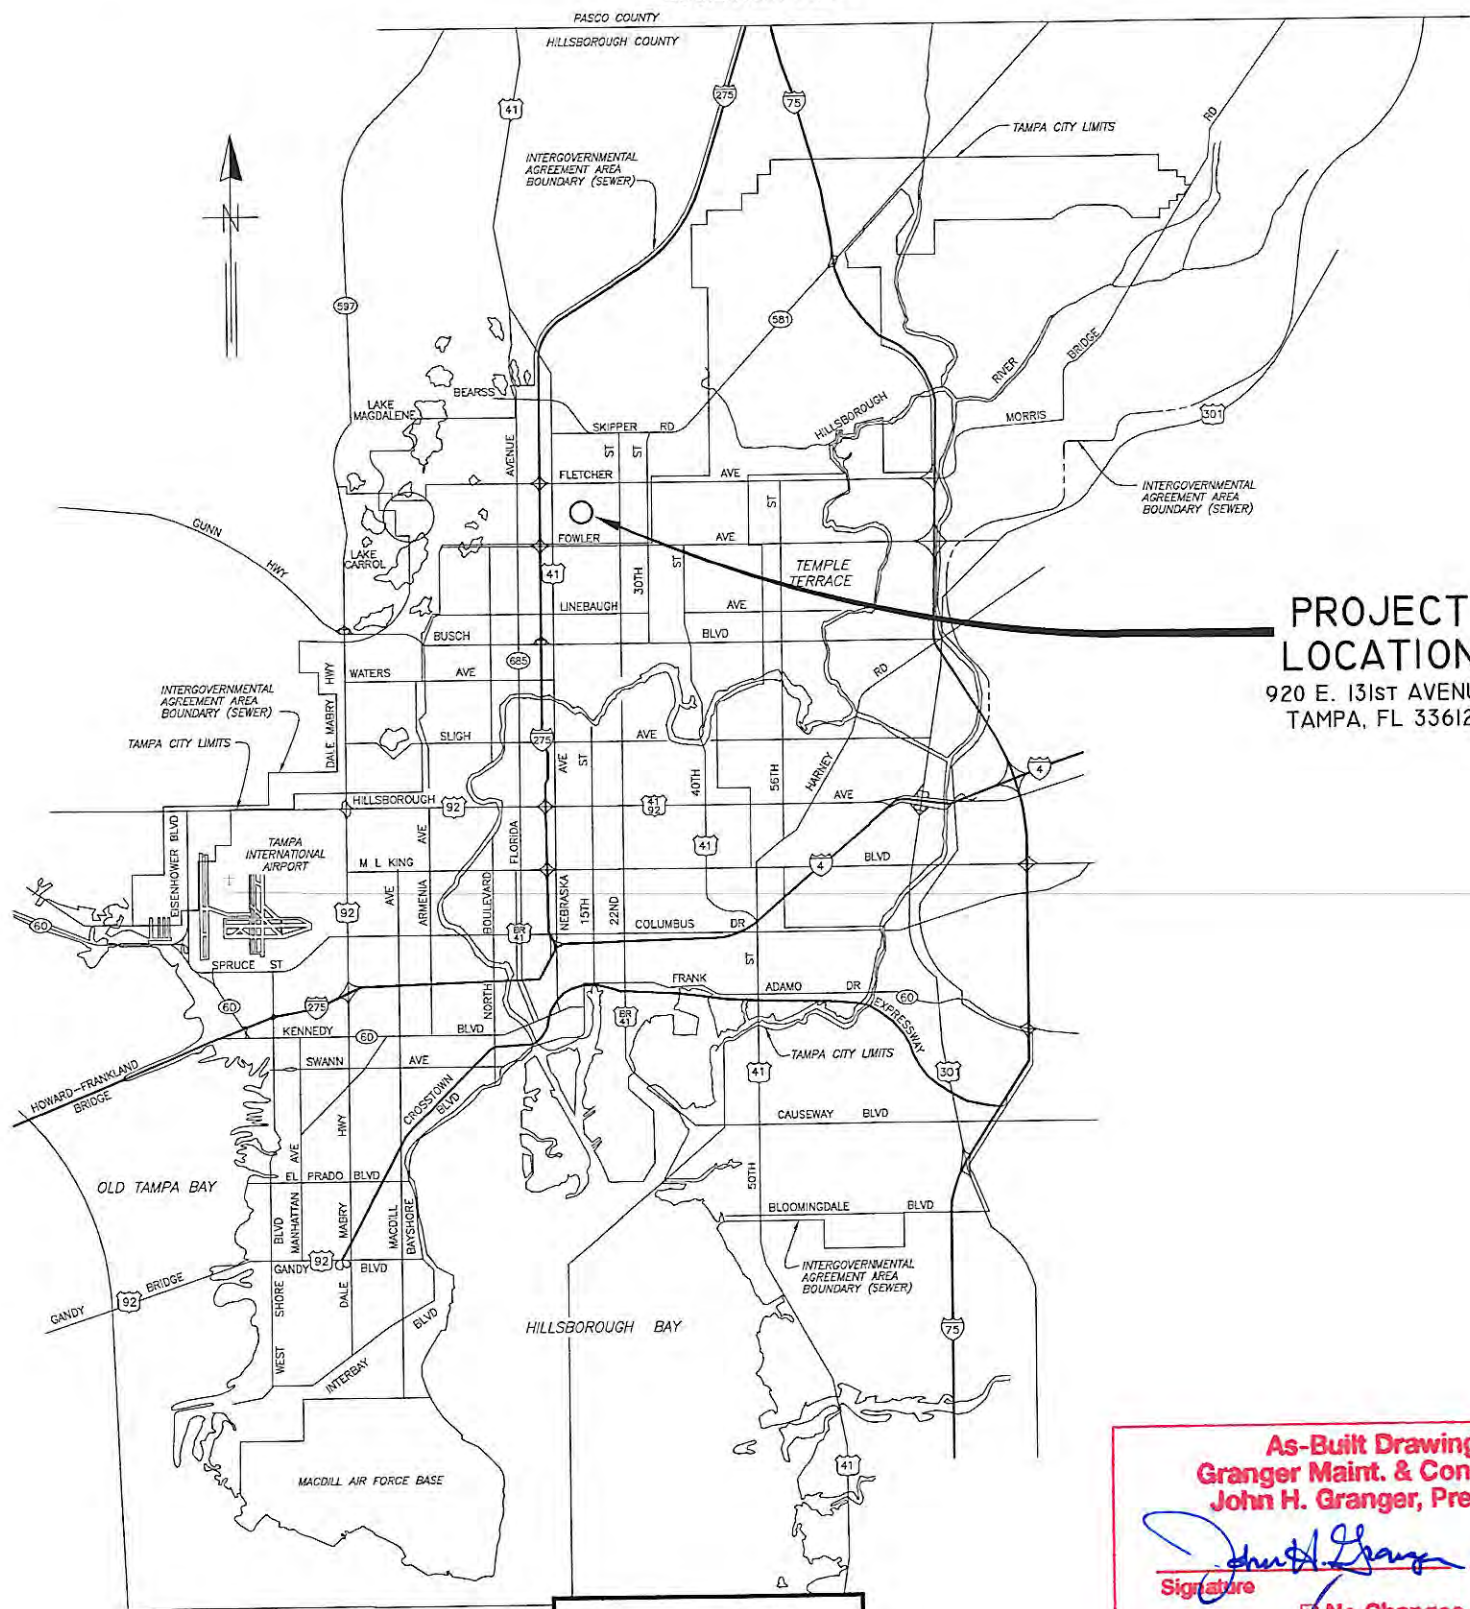 PASCO COUNTY
HILLSBOROUGH COUNTY
275
75
41
TAMPA CITY LIMITS
RD
INTERGOVERNMENTAL
AGREEMENT AREA
BOUNDARY (SEWER)
N
597
581
BRIDGE
RIVER
BEARSS
LAKE
MAGDALENE
HILLSBOROUGH
MORRIS
301
SKIPPER RD
AVENUE
ST
ST
FLETCHER AVE
INTERGOVERNMENTAL
AGREEMENT AREA
BOUNDARY (SEWER)
ST
GUNN HWY
FOWLER AVE
LAKE
CARROL
41
30TH
ST
TEMPLE
TERRACE
LINEBAUGH AVE
PROJECT
LOCATION
920 E. 131ST AVENU
TAMPA, FL 33612
BUSCH BLVD
685
WATERS AVE
RD
INTERGOVERNMENTAL
AGREEMENT AREA
BOUNDARY (SEWER)
DALE MABRY HWY
TAMPA CITY LIMITS
SLIGH AVE
275
AVE
ST
40TH
56TH
HARNEY
4
HILLSBOROUGH AVE
92
41
92
EISENHOWER BLVD
TAMPA
INTERNATIONAL
AIRPORT
AVE
FLORIDA
41
M L KING BLVD
4
92
AVE
ARMENIA
BOULEVARD
NEBRASKA
15TH
22ND
60
BR
41
COLUMBUS DR
SPRUCE ST
ST
FRANK ADAMO DR
60
60
275
NORTH
BR
41
EXPRESSWAY
KENNEDY BLVD
60
SWANN AVE
TAMPA CITY LIMITS
41
301
HOWARD-FRANKLAND
BRIDGE
CROSSTOWN
BLVD
HWY
CAUSEWAY BLVD
AVE
OLD TAMPA BAY
EL PRADO BLVD
50TH
BLOOMINGDALE BLVD
BLVD
MANHATTAN
MABRY
MACDILL
BAYSHORE
92
GANDY BLVD
INTERGOVERNMENTAL
AGREEMENT AREA
BOUNDARY (SEWER)
GANDY BRIDGE
92
SHORE
DALE
BLVD
HILLSBOROUGH BAY
75
WEST
INTERBAY
MACDILL AIR FORCE BASE
41
As-Built Drawing
Granger Maint. & Con
John H. Granger, Pre
John H. Granger
Signature
No Changes